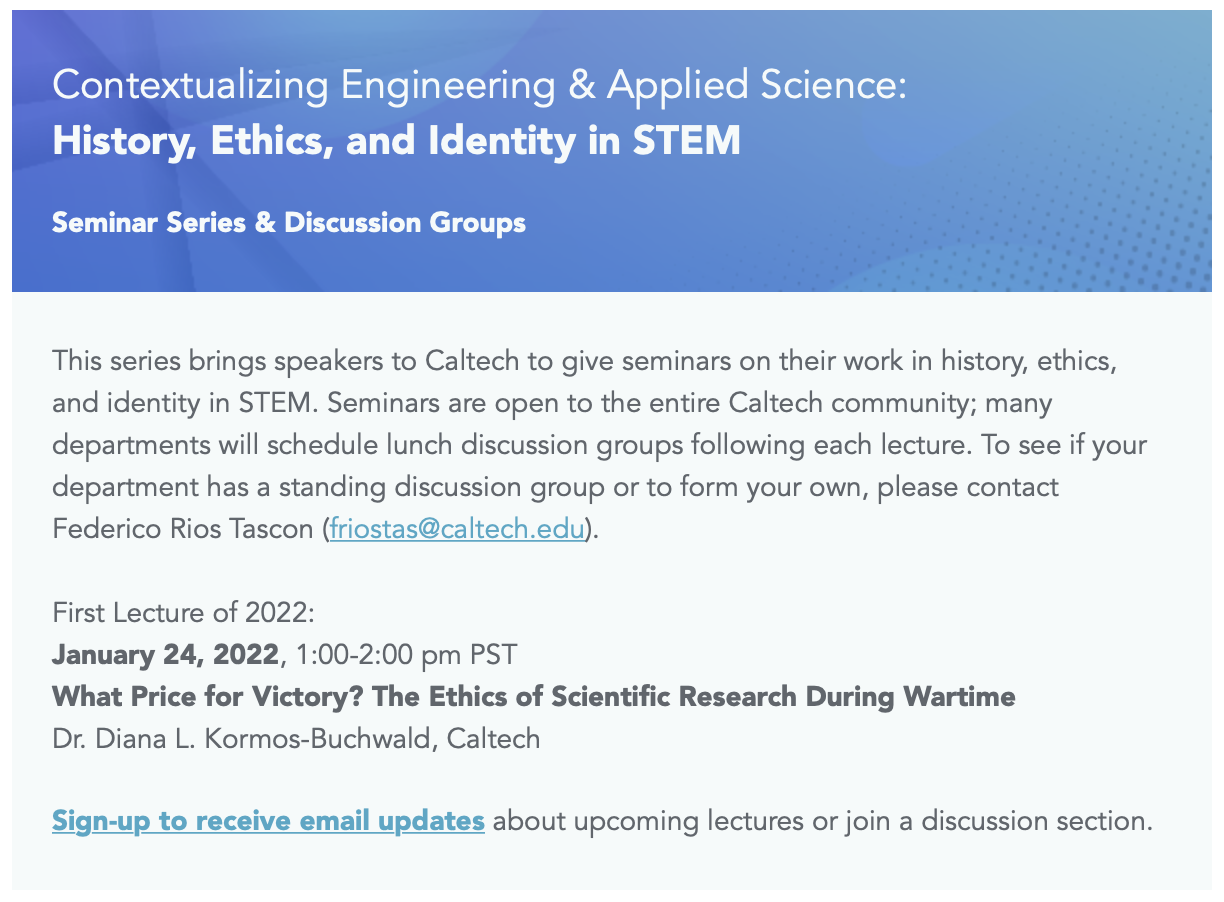 Contextualizing Engineering & Applied Science:
History, Ethics, and Identity in STEM
Seminar Series & Discussion Groups
This series brings speakers to Caltech to give seminars on their work in history, ethics,
and identity in STEM. Seminars are open to the entire Caltech community; many
departments will schedule lunch discussion groups following each lecture. To see if your
department has a standing discussion group or to form your own, please contact
Federico Rios Tascon (friostas@caltech.edu).
First Lecture of 2022:
January 24, 2022, 1:00-2:00 pm PST
What Price for Victory? The Ethics of Scientific Research During Wartime
Dr. Diana L. Kormos-Buchwald, Caltech
Sign-up to receive email updates about upcoming lectures or join a discussion section.